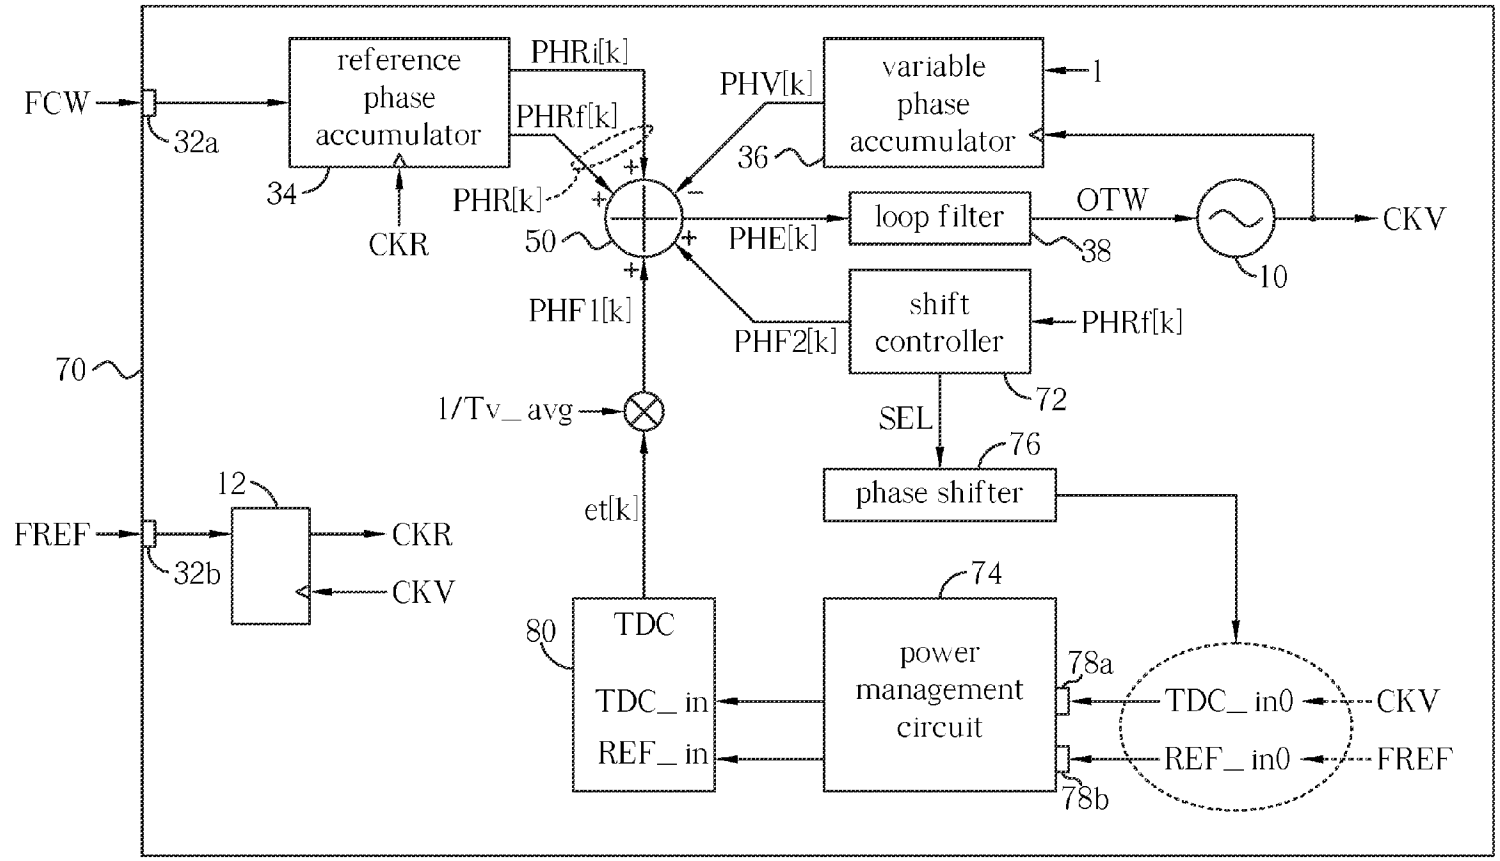 FCW
32a
reference
phase
accumulator
34
CKR
PHRi[k]
PHRf[k]
PHR[k]
+
+
−
+
+
50
PHV[k]
variable
phase
accumulator
36
1
PHE[k]
loop filter
38
OTW
10
CKV
PHF1[k]
PHF2[k]
shift
controller
72
PHRf[k]
70
1/Tv_avg
SEL
phase shifter
76
et[k]
FREF
32b
12
CKR
CKV
80
TDC
TDC_in
REF_in
74
power
management
circuit
78a
78b
TDC_in0
CKV
REF_in0
FREF